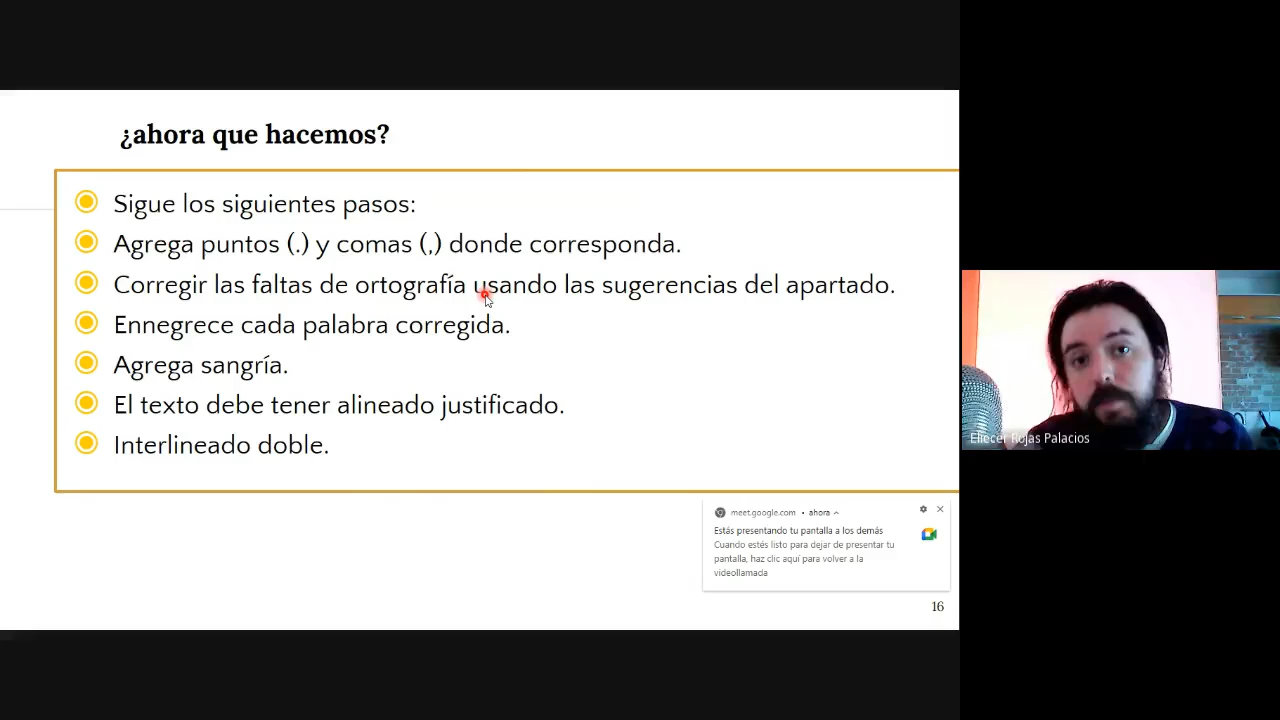 ¿ahora que hacemos?
Sigue los siguientes pasos:
Agrega puntos (.) y comas (,) donde corresponda.
Corregir las faltas de ortografía usando las sugerencias del apartado.
Ennegrece cada palabra corregida.
Agrega sangría.
El texto debe tener alineado justificado.
Interlineado doble.
Eliecer Rojas Palacios
meet.google.com • ahora
Estás presentando tu pantalla a los demás
Cuando estés listo para dejar de presentar tu
pantalla, haz clic aquí para volver a la
videollamada
16